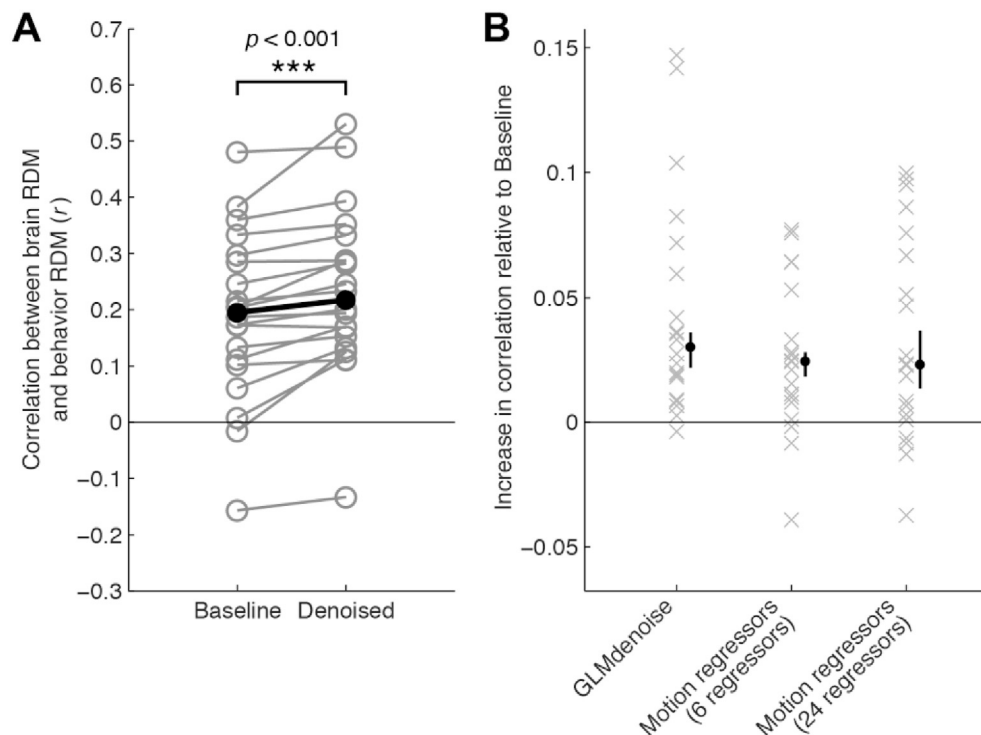 A
Correlation between brain RDM
and behavior RDM (r)
0.7
0.6
0.5
0.4
0.3
0.2
0.1
0
−0.1
−0.2
−0.3
p < 0.001
***
Baseline
Denoised
B
Increase in correlation relative to Baseline
0.15
0.1
0.05
0
−0.05
GLMdenoise
Motion regressors
(6 regressors)
Motion regressors
(24 regressors)